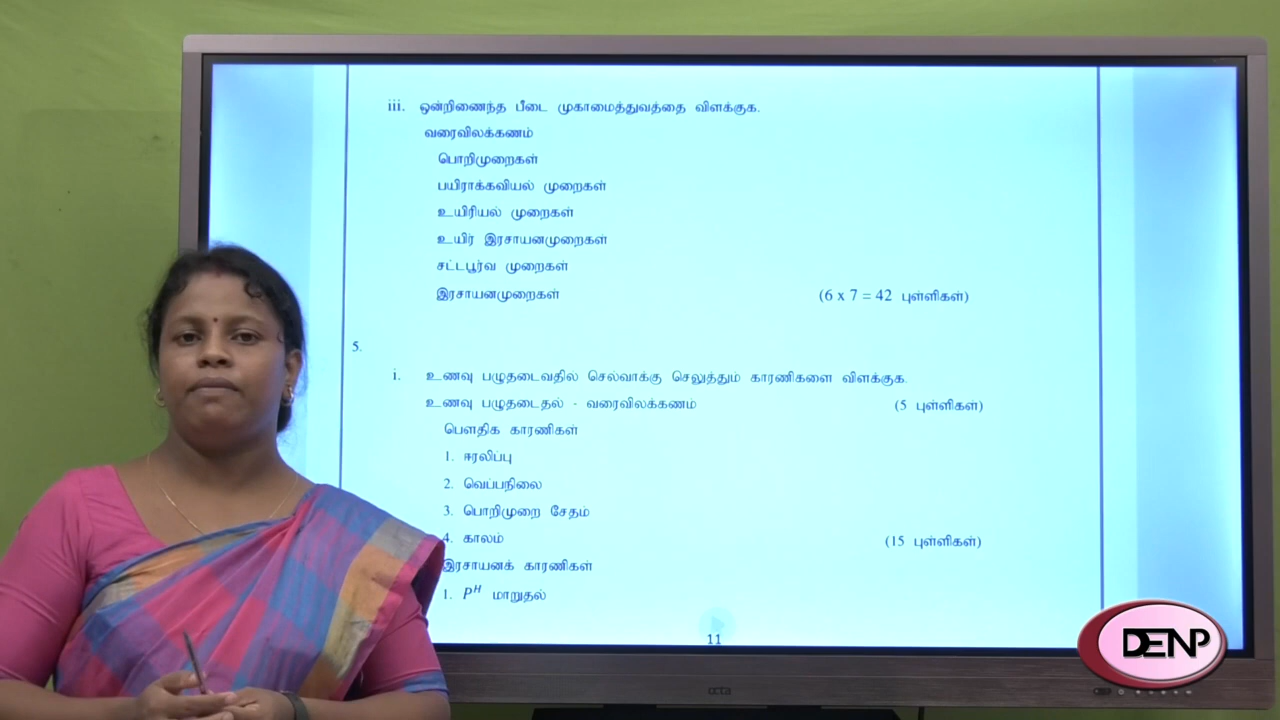 iii. ஒன்றிணைந்த பீடை முகாமைத்துவத்தை விளக்குக.
வரைவிலக்கணம்
பொறிமுறைகள்
பயிராக்கவியல் முறைகள்
உயிரியல் முறைகள்
உயிர் இரசாயனமுறைகள்
சட்டபூர்வ முறைகள்
இரசாயனமுறைகள் (6 x 7 = 42 புள்ளிகள்)
5.
i. உணவு பழுதடைவதில் செல்வாக்கு செலுத்தும் காரணிகளை விளக்குக.
உணவு பழுதடைதல் - வரைவிலக்கணம் (5 புள்ளிகள்)
பௌதிக காரணிகள்
1. ஈரலிப்பு
2. வெப்பநிலை
3. பொறிமுறை சேதம்
4. காலம் (15 புள்ளிகள்)
இரசாயனக் காரணிகள்
1. P^H மாறுதல்
11
DENP